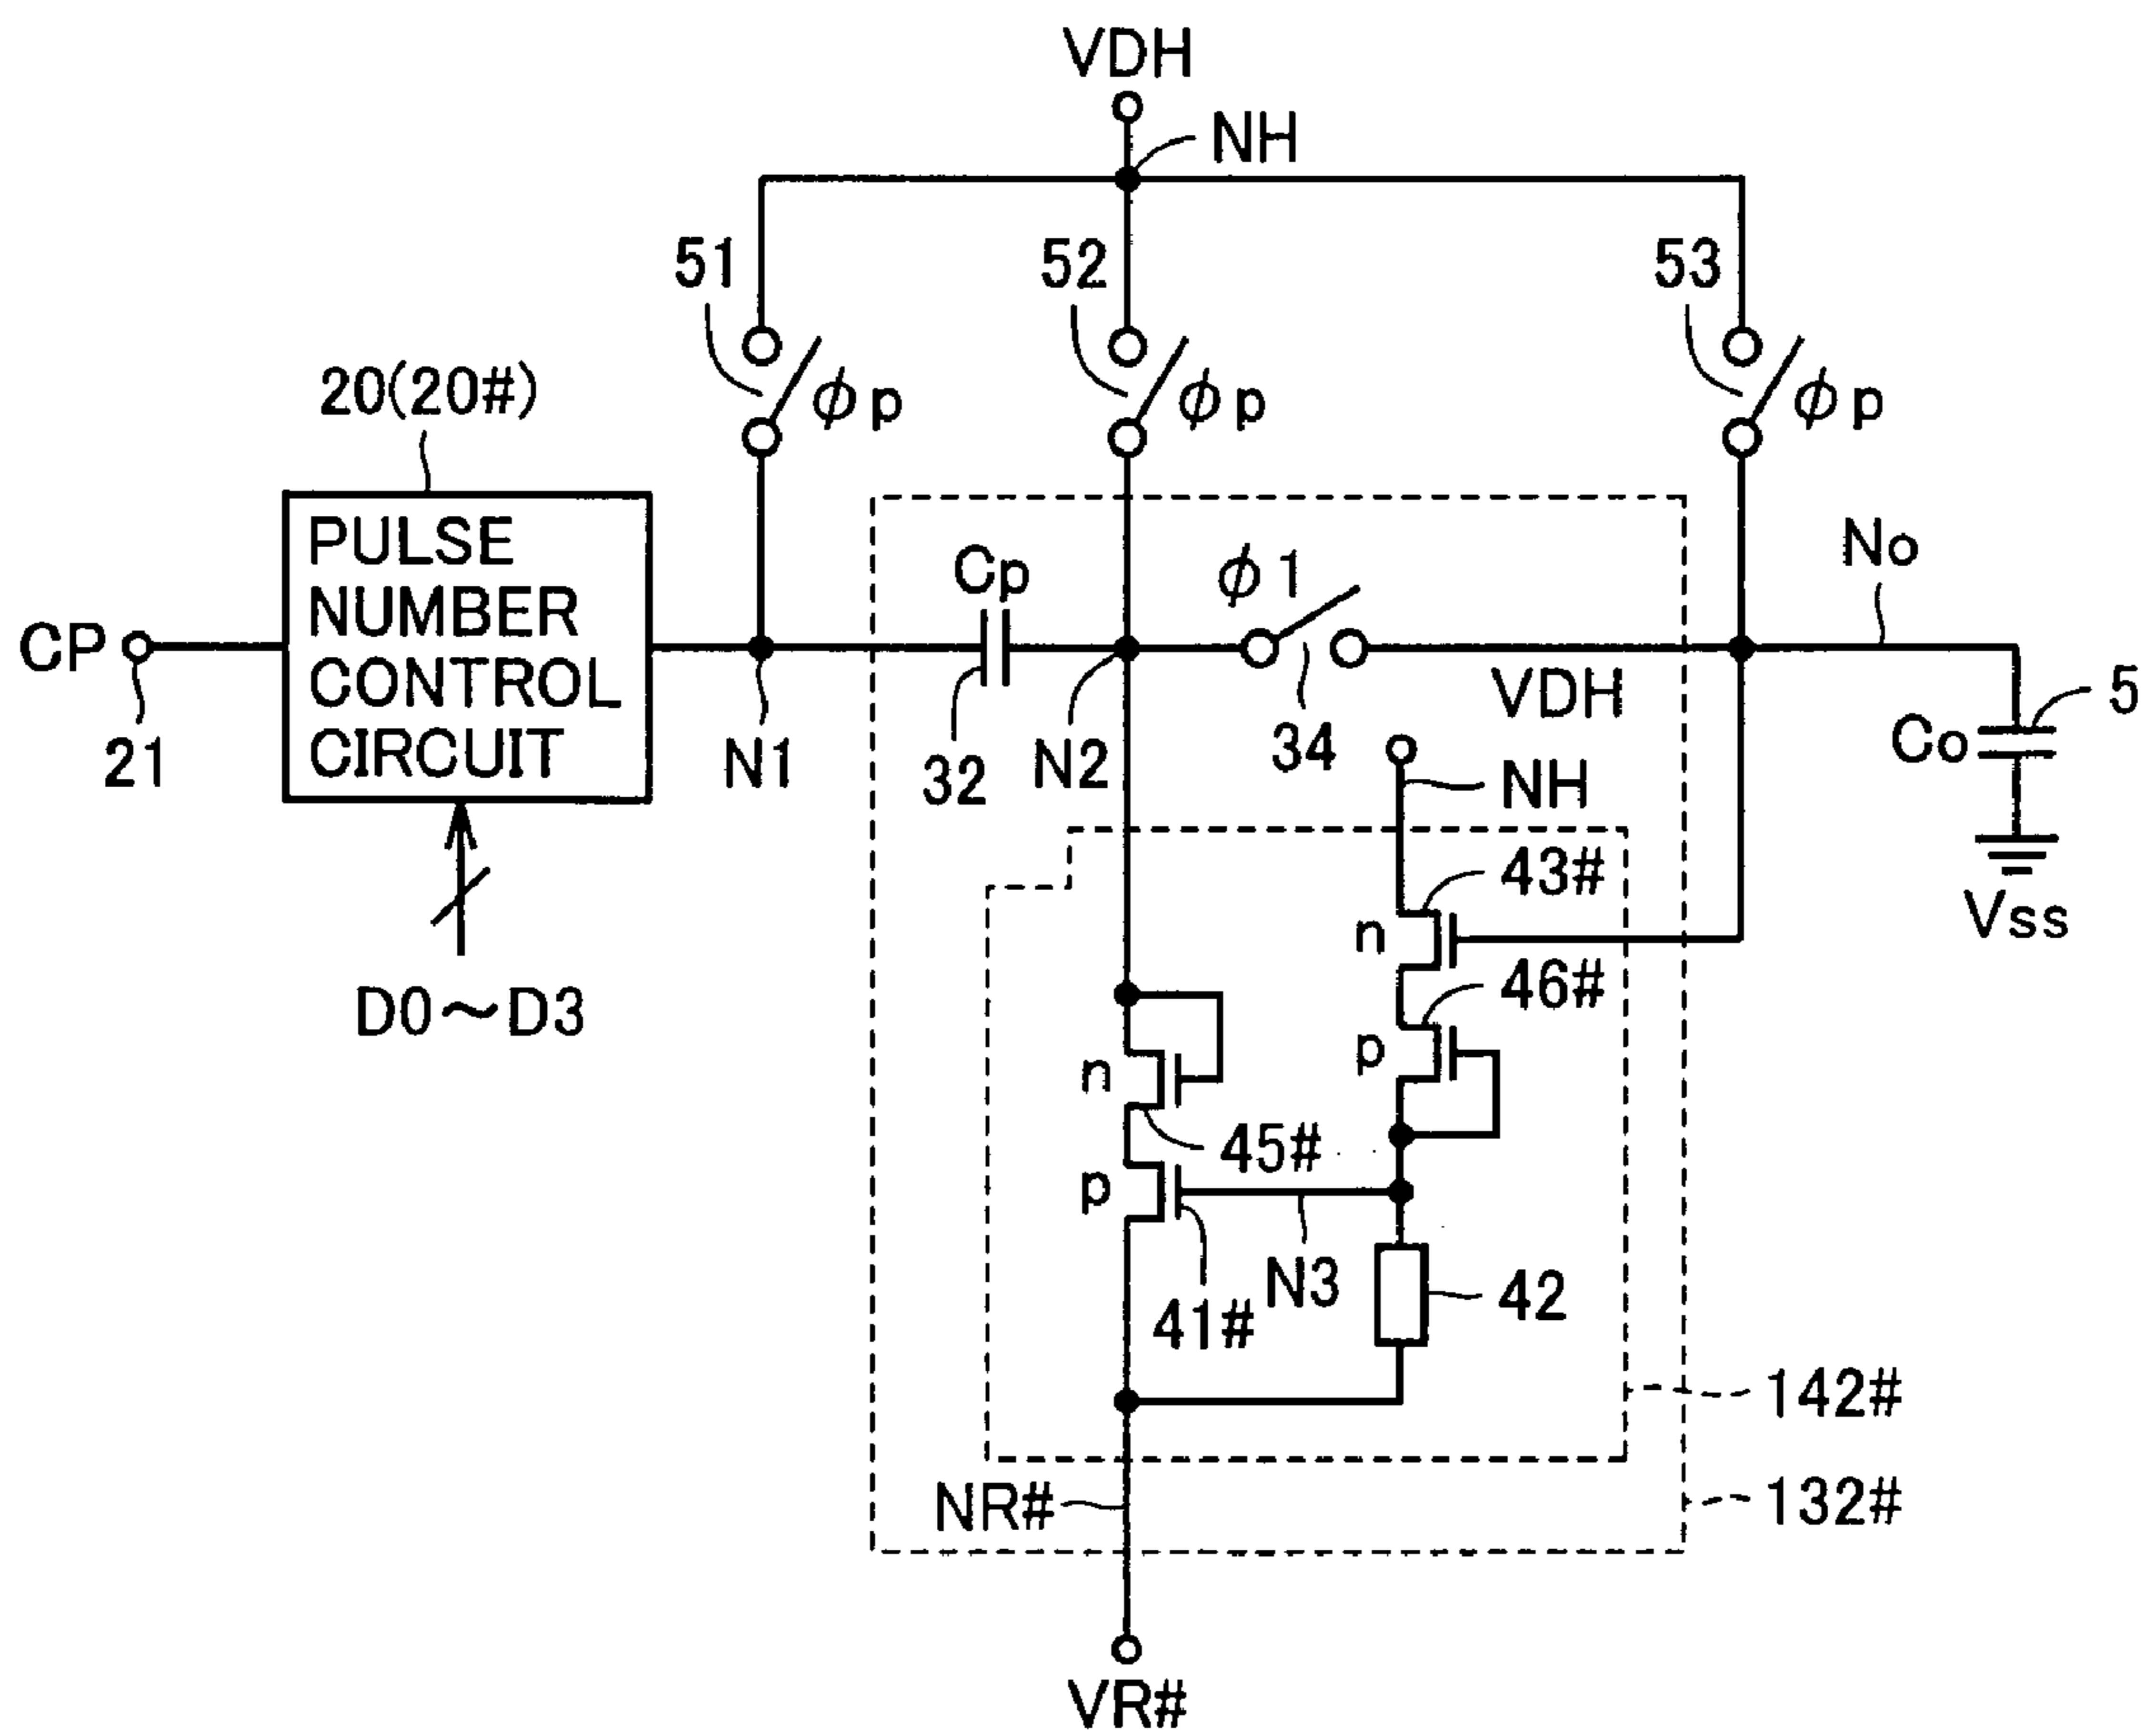 VDH
NH
51
52
53
ϕp
ϕp
ϕp
20(20#)
PULSE
NUMBER
CONTROL
CIRCUIT
CP
21
N1
Cp
32
N2
ϕ1
34
VDH
No
5
Co
Vss
NH
D0~D3
43#
n
46#
p
n
45#
p
41#
N3
42
142#
132#
NR#
VR#